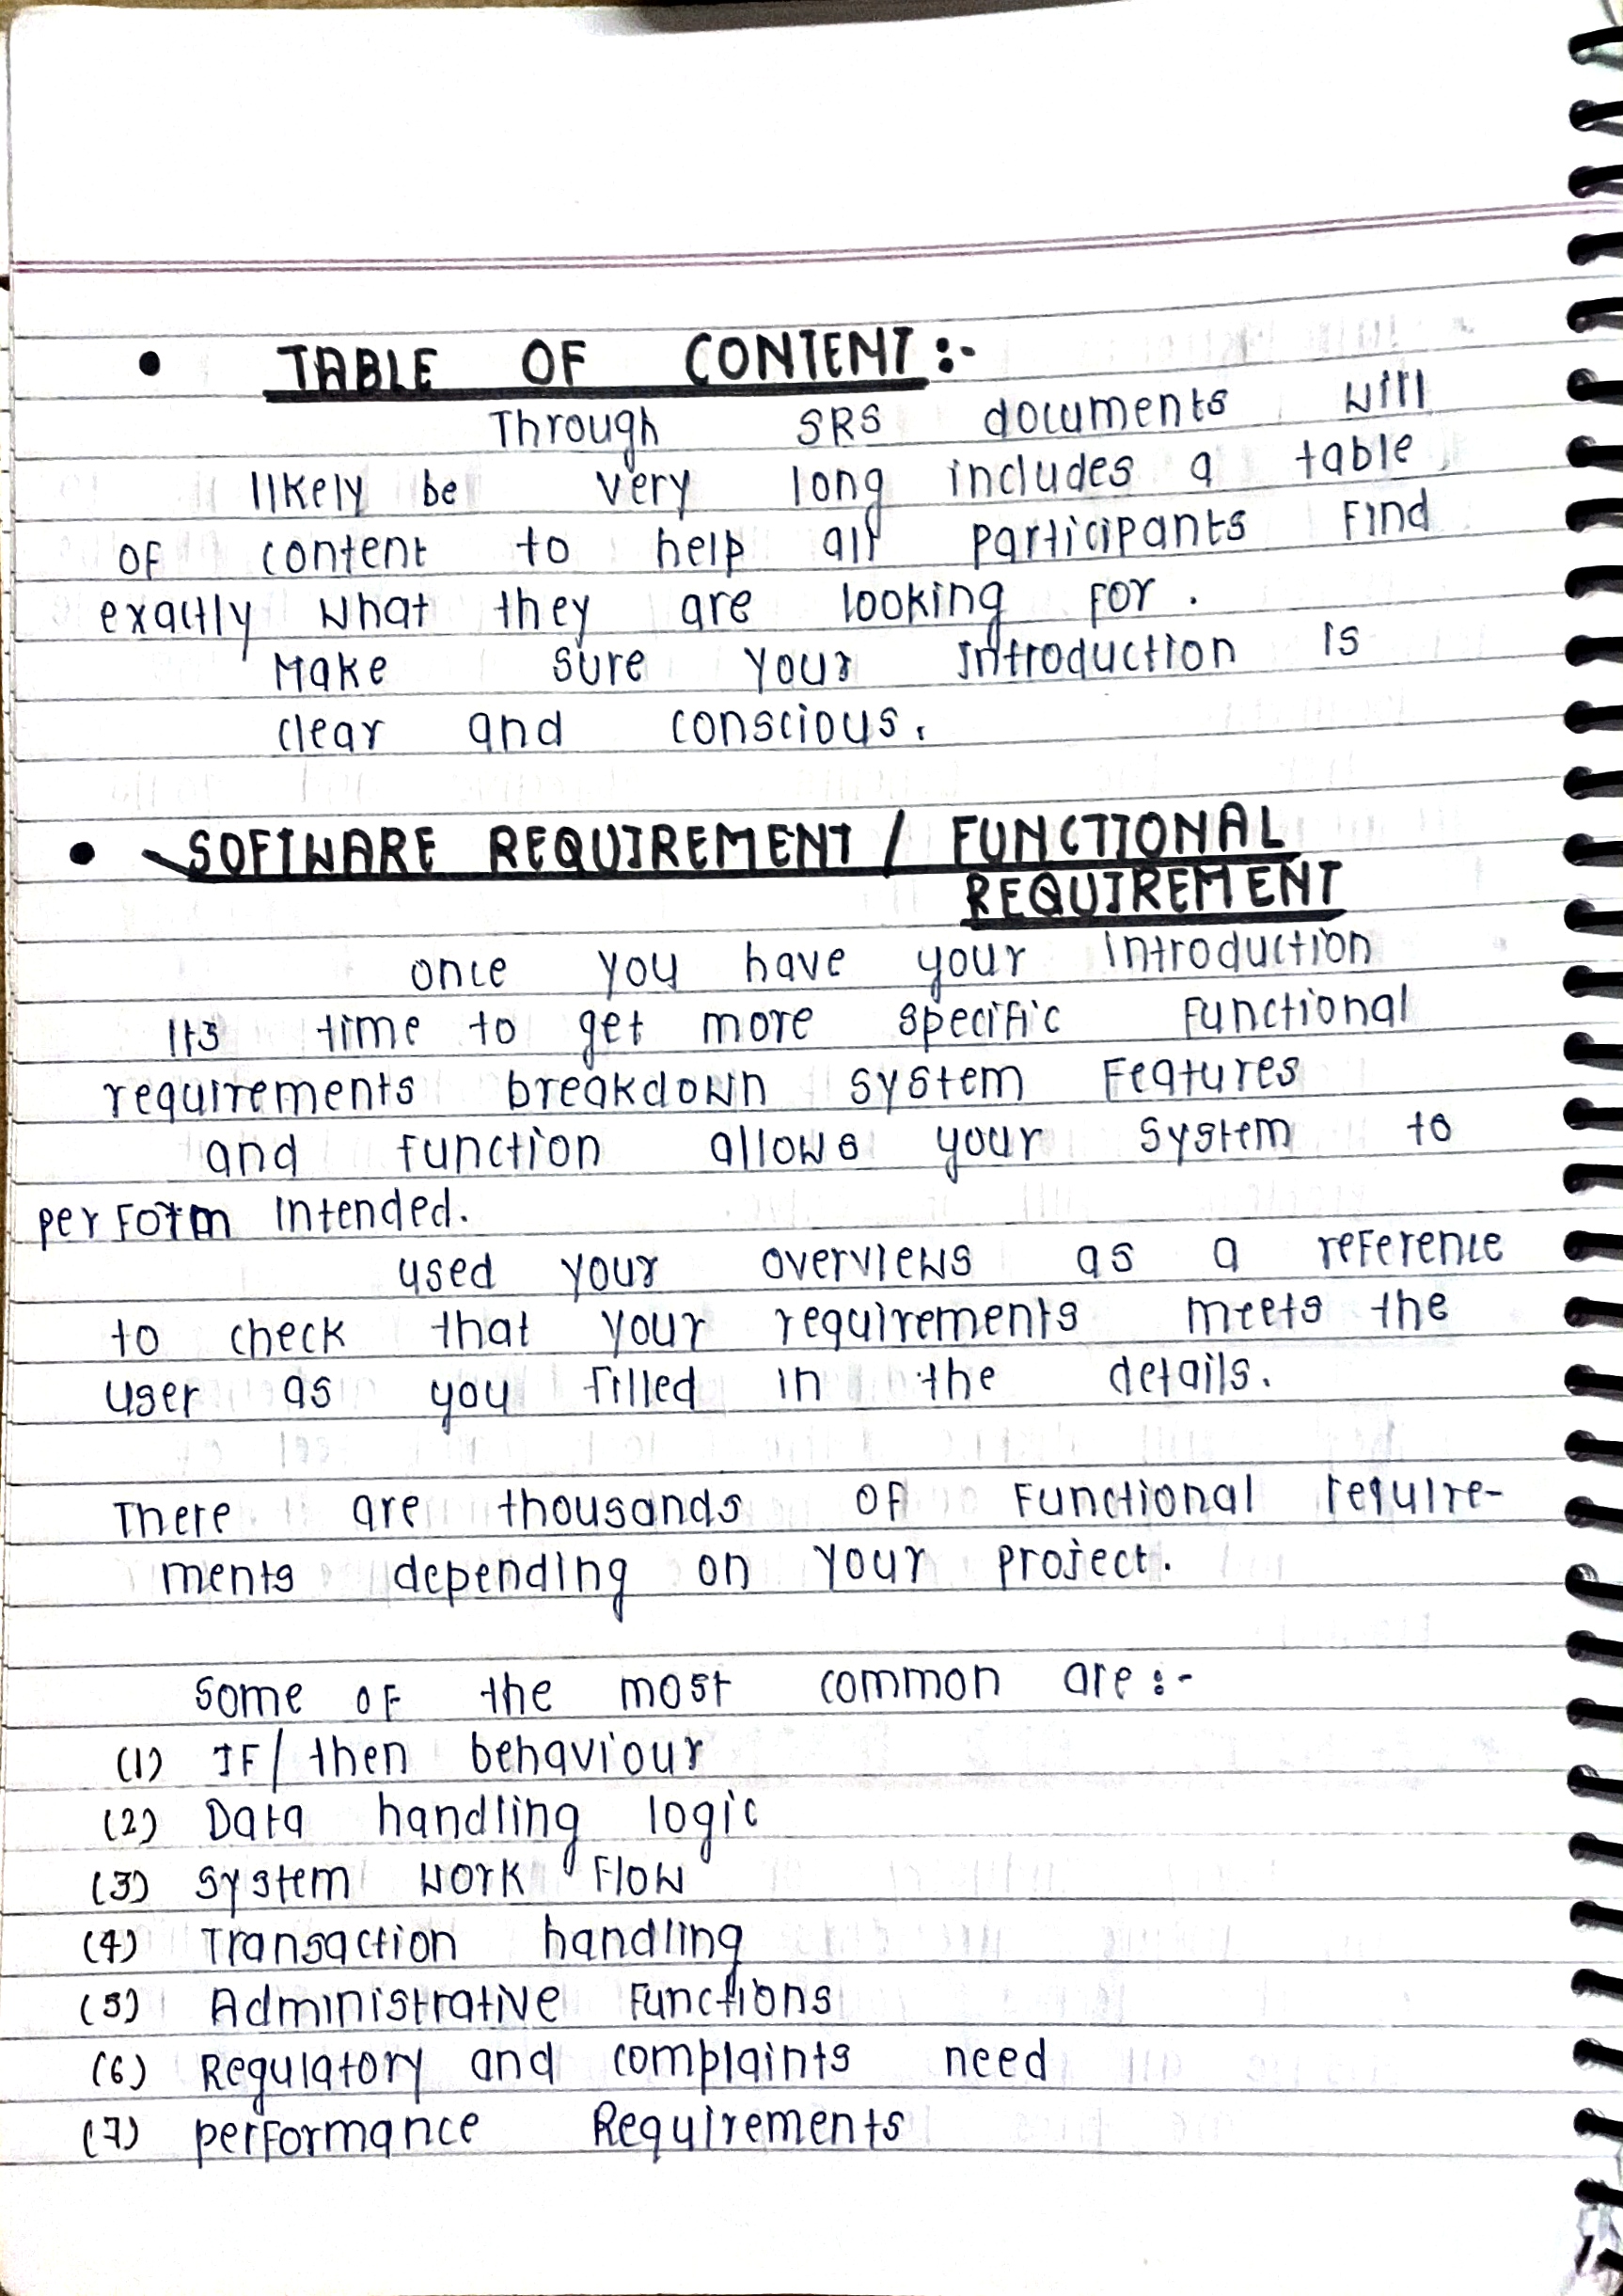 • TABLE OF CONTENT :-
Through SRS documents will
likely be very long includes a table
of content to help all participants find
exactly what they are looking for.
Make sure your introduction is
clear and conscious.
• SOFTWARE REQUIREMENT / FUNCTIONAL
REQUIREMENT
once you have your introduction
Its time to get more specific functional
requirements breakdown system features
and function allows your system to
perform intended.
used your overviews as a reference
to check that your requirements meets the
user as you filled in the details.
There are thousands of functional require-
ments depending on your project.
Some of the most common are :-
(1) IF/then behaviour
(2) Data handling logic
(3) System work flow
(4) Transaction handling
(5) Administrative functions
(6) Regulatory and complaints need
(7) performance Requirements